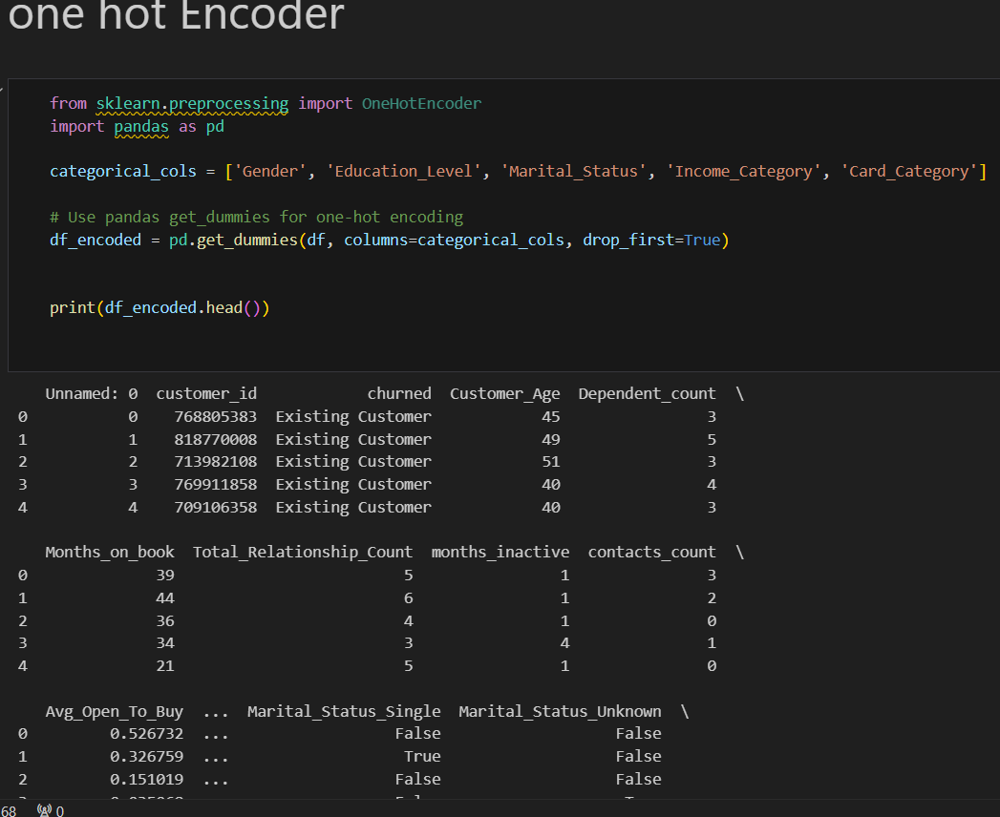 one hot Encoder
from sklearn.preprocessing import OneHotEncoder
import pandas as pd
categorical_cols = ['Gender', 'Education_Level', 'Marital_Status', 'Income_Category', 'Card_Category']
# Use pandas get_dummies for one-hot encoding
df_encoded = pd.get_dummies(df, columns=categorical_cols, drop_first=True)
print(df_encoded.head())
Unnamed: 0 customer_id churned Customer_Age Dependent_count \
0 0 768805383 Existing Customer 45 3
1 1 818770008 Existing Customer 49 5
2 2 713982108 Existing Customer 51 3
3 3 769911858 Existing Customer 40 4
4 4 709106358 Existing Customer 40 3
Months_on_book Total_Relationship_Count months_inactive contacts_count \
0 39 5 1 3
1 44 6 1 2
2 36 4 1 0
3 34 3 4 1
4 21 5 1 0
Avg_Open_To_Buy ... Marital_Status_Single Marital_Status_Unknown \
0 0.526732 ... False False
1 0.326759 ... True False
2 0.151019 ... False False
68 0